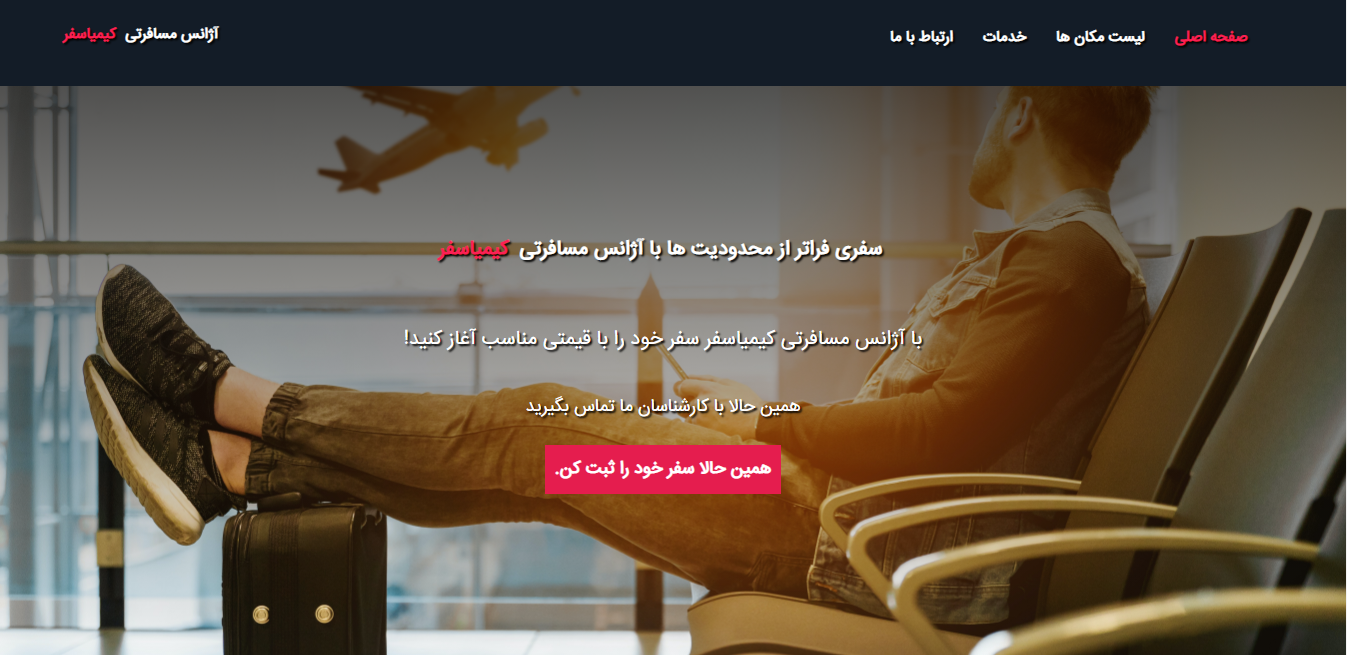 صفحه اصلی لیست مکان ها خدمات ارتباط با ما
آژانس مسافرتی کیمیاسفر
سفری فراتر از محدودیت ها با آژانس مسافرتی کیمیاسفر
با آژانس مسافرتی کیمیاسفر سفر خود را با قیمتی مناسب آغاز کنید!
همین حالا با کارشناسان ما تماس بگیرید
همین حالا سفر خود را ثبت کن.